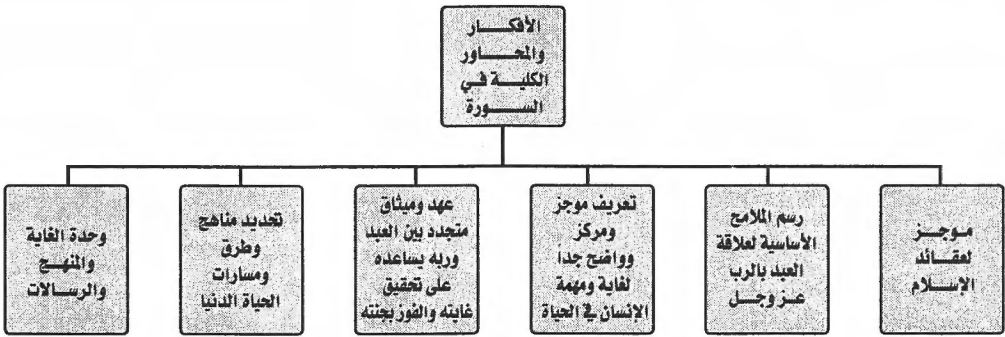 الأفكار
والمحاور
الكلية في
السورة
موجز
لعقائد
الإسلام
رسم الملامح
الأساسية لعلاقة
العبد بالرب
عز وجل
تعريف موجز
ومركز
وواضح جداً
لغاية ومهمة
الإنسان في الحياة
عهد وميثاق
متجدد بين العبد
وربه يساعده
على تحقيق
غايته والفوز بجنته
تحديد مناهج
وطرق
ومسارات
الحياة الدنيا
وحدة الغاية
والمنهج
والرسالات